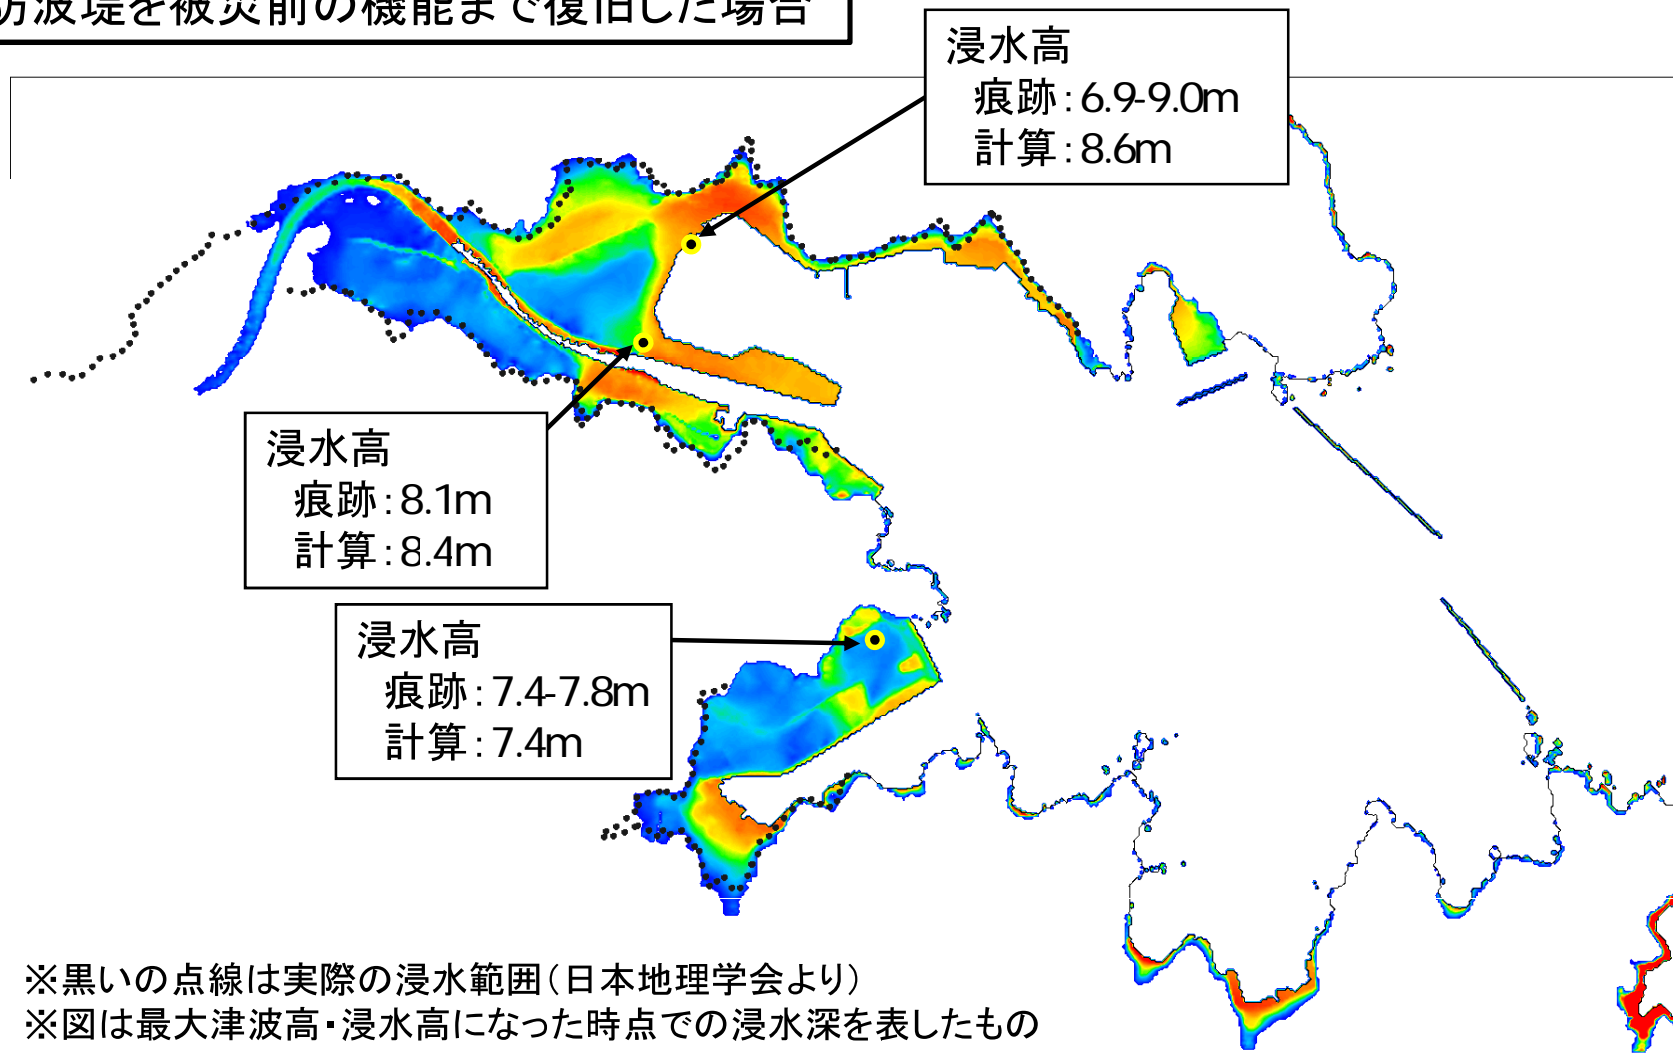 防波堤を被災前の機能まで復旧した場合
浸水高
痕跡：6.9-9.0m
計算：8.6m
浸水高
痕跡：8.1m
計算：8.4m
浸水高
痕跡：7.4-7.8m
計算：7.4m
※黒いの点線は実際の浸水範囲（日本地理学会より）
※図は最大津波高・浸水高になった時点での浸水深を表したもの